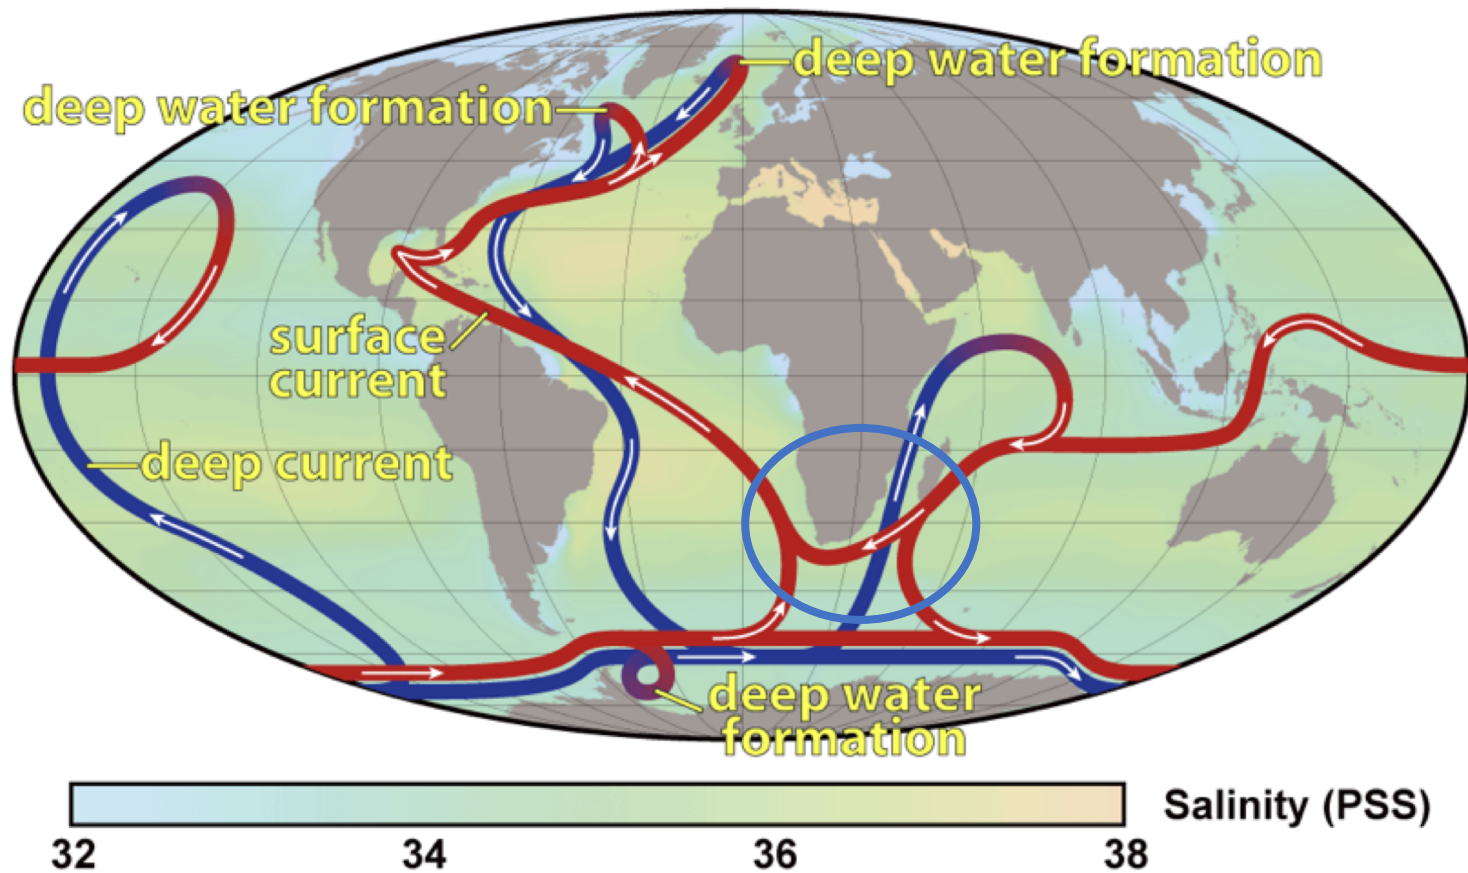 deep water formation
deep water formation
surface
current
deep current
deep water
formation
Salinity (PSS)
32 34 36 38